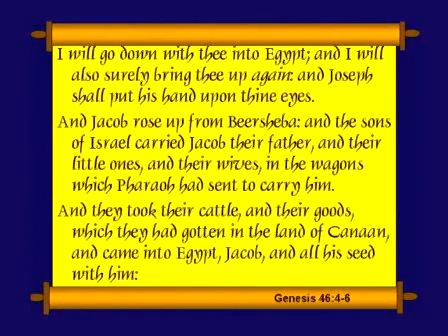 I will go down with thee into Egypt; and I will
also surely bring thee up again: and Joseph
shall put his hand upon thine eyes.
And Jacob rose up from Beersheba: and the sons
of Israel carried Jacob their father, and their
little ones, and their wives, in the wagons
which Pharaoh had sent to carry him.
And they took their cattle, and their goods,
which they had gotten in the land of Canaan,
and came into Egypt, Jacob, and all his seed
with him:
Genesis 46:4-6